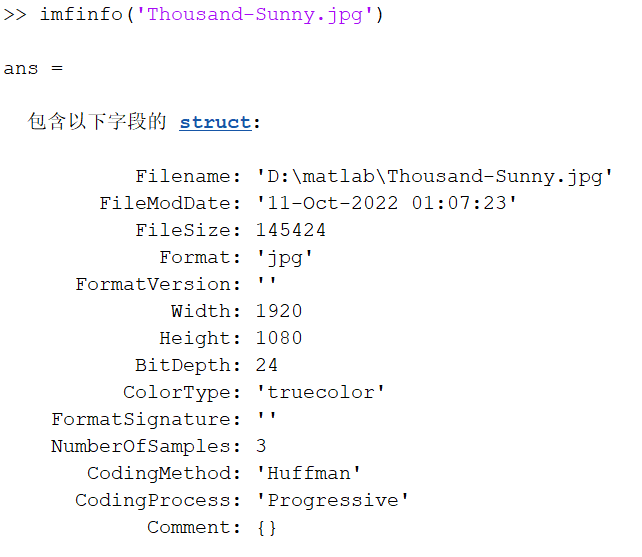 >> imfinfo('Thousand-Sunny.jpg')
ans =
包含以下字段的 struct:
Filename: 'D:\matlab\Thousand-Sunny.jpg'
FileModDate: '11-Oct-2022 01:07:23'
FileSize: 145424
Format: 'jpg'
FormatVersion: ''
Width: 1920
Height: 1080
BitDepth: 24
ColorType: 'truecolor'
FormatSignature: ''
NumberOfSamples: 3
CodingMethod: 'Huffman'
CodingProcess: 'Progressive'
Comment: {}